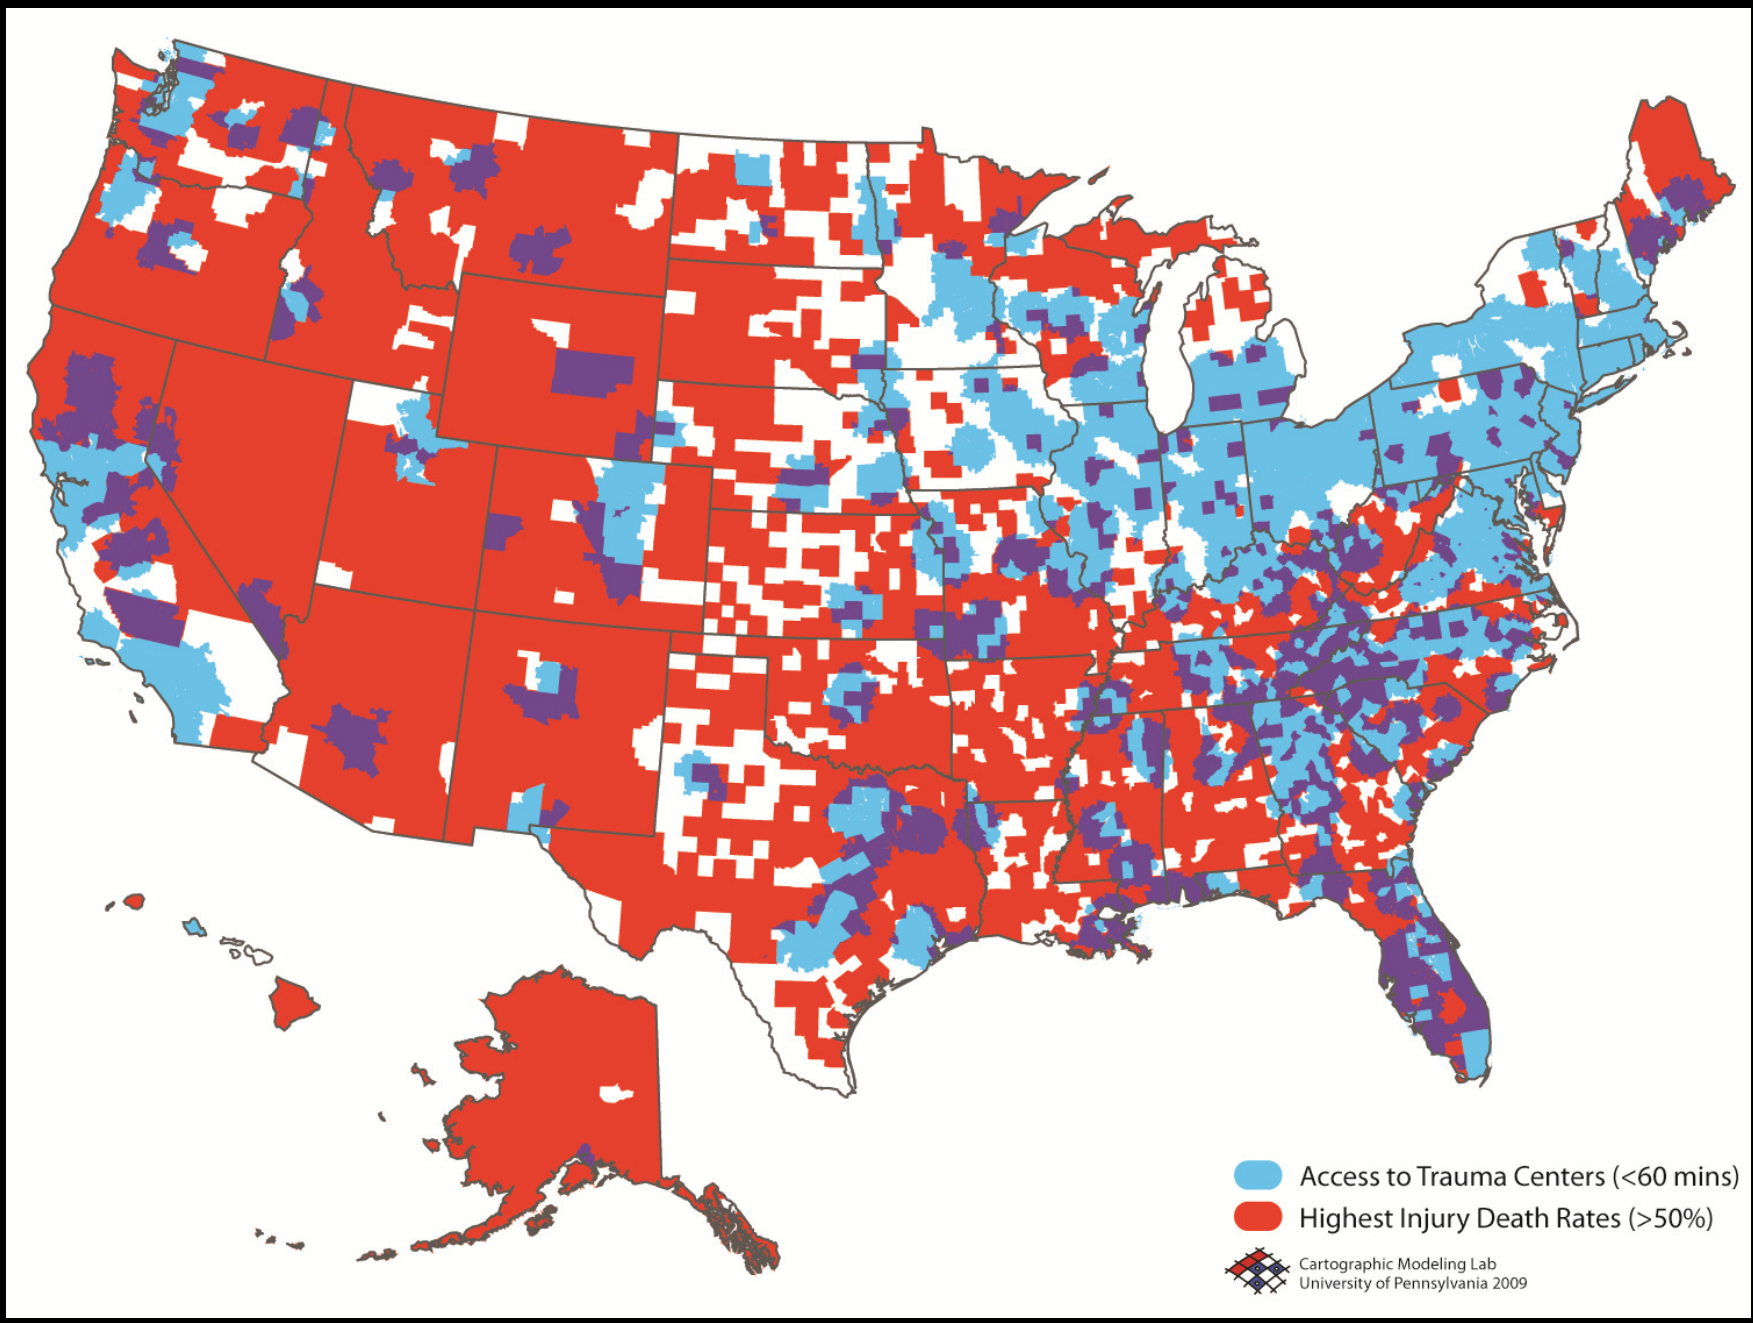 Access to Trauma Centers (<60 mins)
Highest Injury Death Rates (>50%)
Cartographic Modeling Lab
University of Pennsylvania 2009